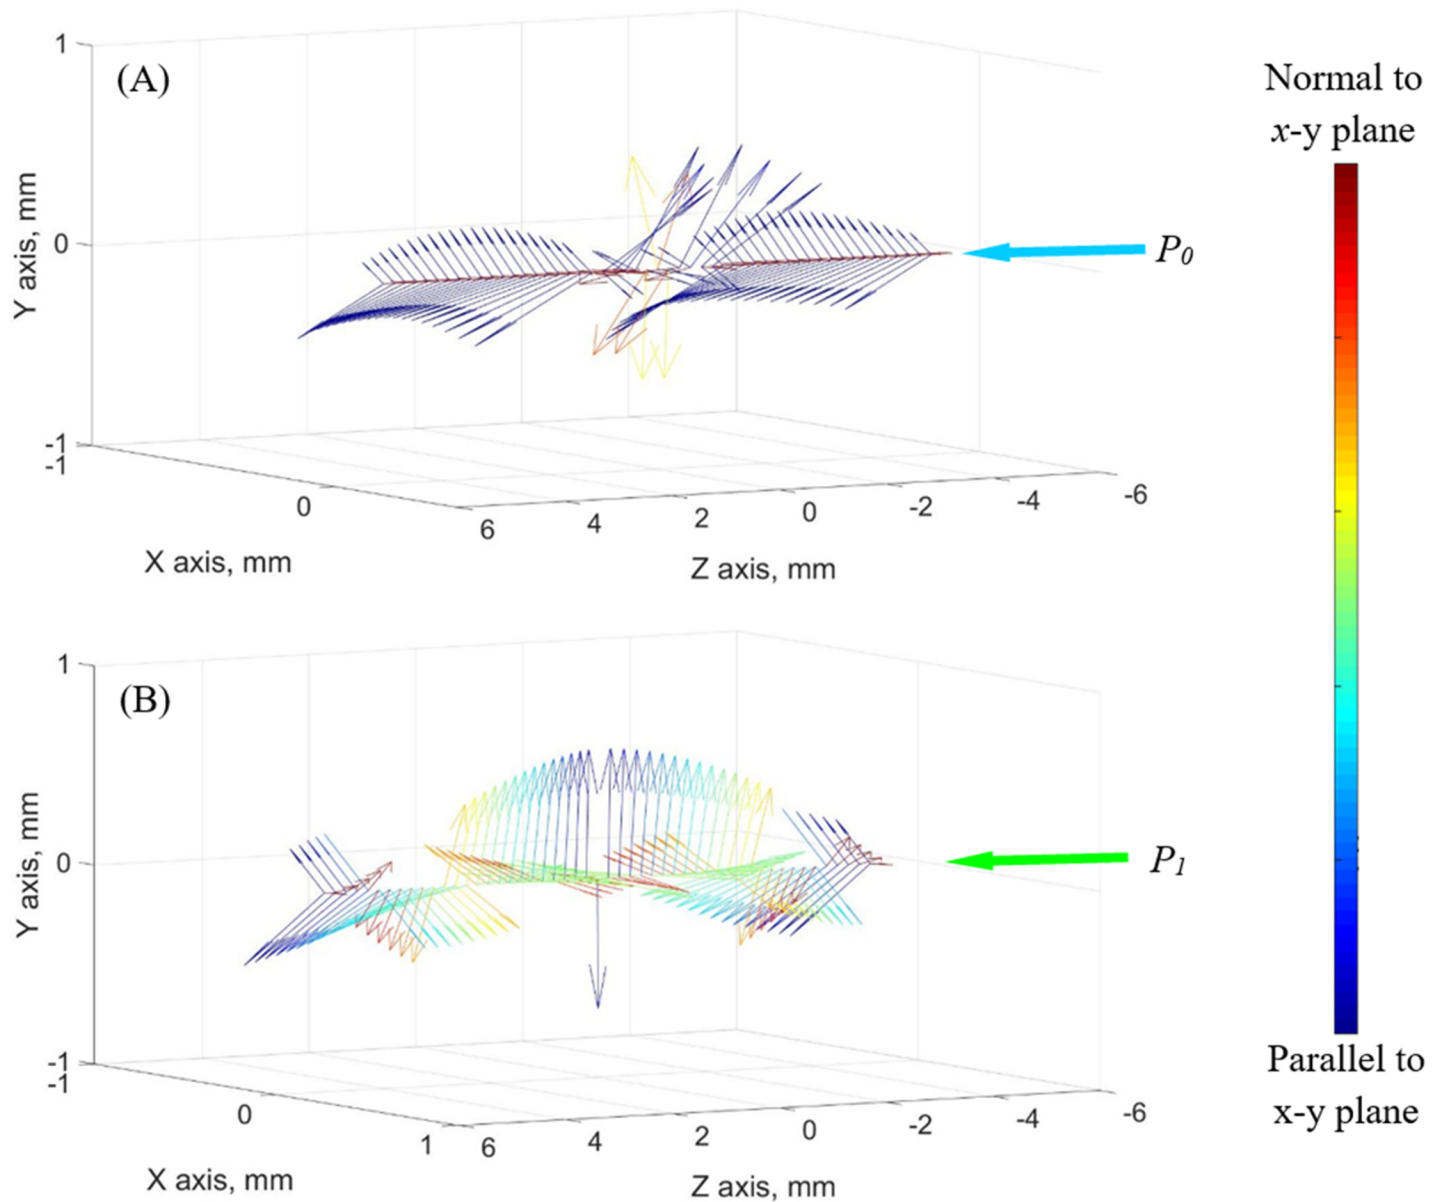 (A)
Normal to
x-y plane
1
0
-1
Y axis, mm
P0
-1
0
X axis, mm
6
4
2
0
-2
-4
-6
Z axis, mm
(B)
1
0
-1
Y axis, mm
P1
-1
0
1
X axis, mm
6
4
2
0
-2
-4
-6
Z axis, mm
Parallel to
x-y plane